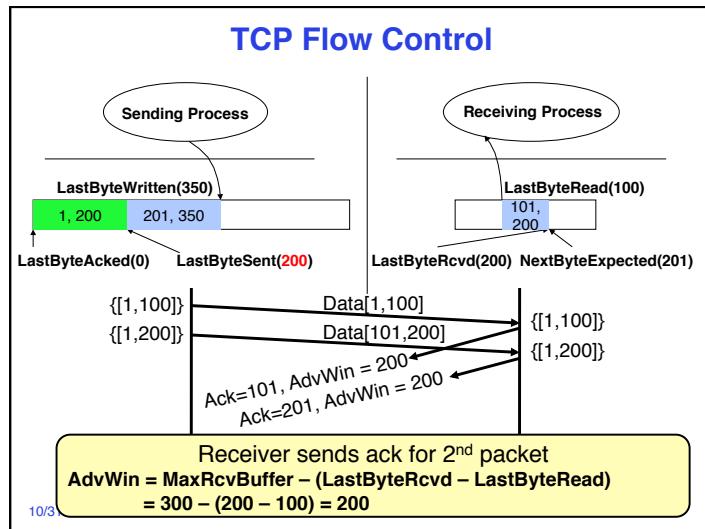 TCP Flow Control
Sending Process
Receiving Process
LastByteWritten(350)
LastByteRead(100)
1, 200
201, 350
101,
200
LastByteAcked(0)
LastByteSent(200)
LastByteRcvd(200)
NextByteExpected(201)
{[1,100]}
Data[1,100]
{[1,100]}
{[1,200]}
Data[101,200]
{[1,200]}
Ack=101, AdvWin = 200
Ack=201, AdvWin = 200
Receiver sends ack for 2nd packet
AdvWin = MaxRcvBuffer – (LastByteRcvd – LastByteRead)
= 300 – (200 – 100) = 200
10/31